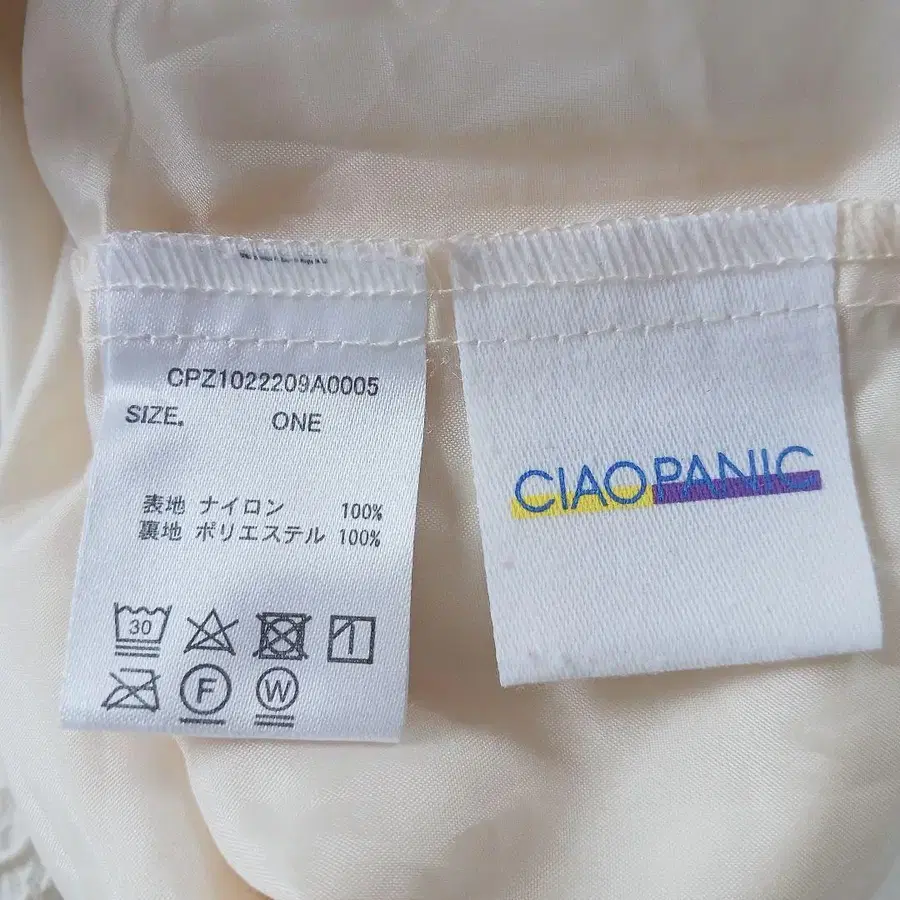 CPZ1022209A0005
SIZE. ONE
表地 ナイロン 100%
裏地 ポリエステル 100%
30
F
W
CIAOPANIC